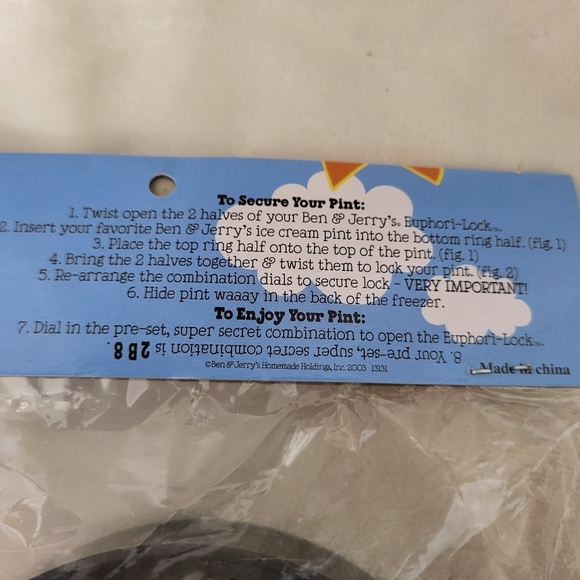 To Secure Your Pint:
1. Twist open the 2 halves of your Ben & Jerry's® Euphori-Lock™.
2. Insert your favorite Ben & Jerry's ice cream pint into the bottom ring half. (fig. 1)
3. Place the top ring half onto the top of the pint. (fig. 1)
4. Bring the 2 halves together & twist them to lock your pint. (fig. 2)
5. Re-arrange the combination dials to secure lock - VERY IMPORTANT!
6. Hide pint waaay in the back of the freezer.
To Enjoy Your Pint:
7. Dial in the pre-set, super secret combination to open the Euphori-Lock™.
8. Your pre-set, super secret combination is 2 B 8.
©Ben & Jerry's Homemade Holdings, Inc. 2003 13131
Made in china